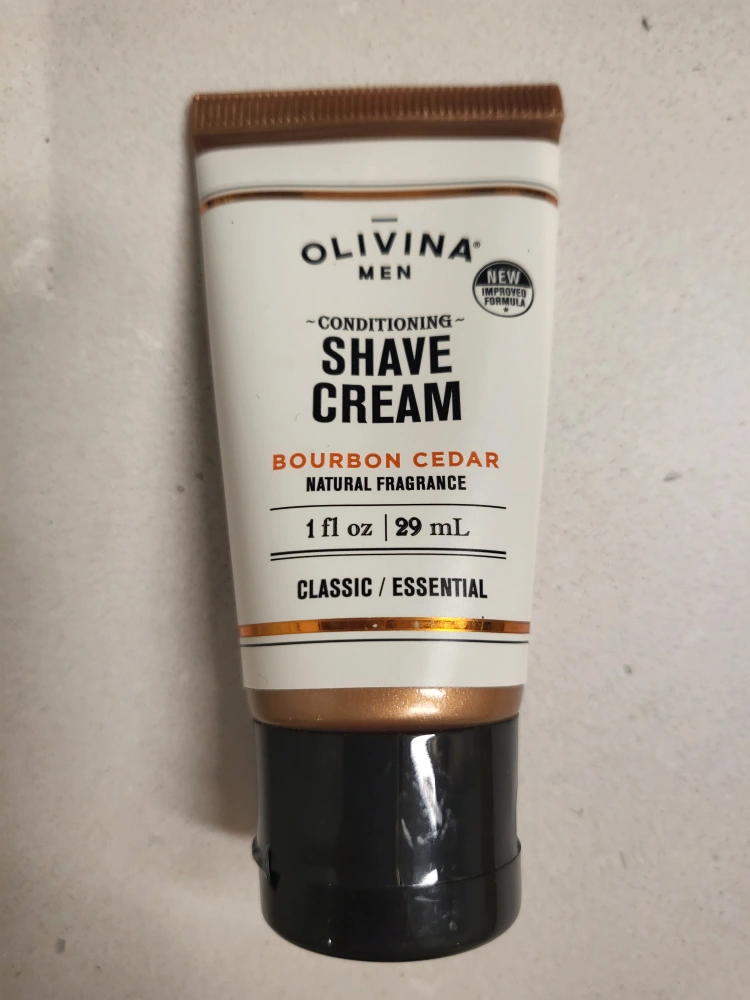 OLIVINA®
MEN
NEW
IMPROVED
FORMULA
~CONDITIONING~
SHAVE
CREAM
BOURBON CEDAR
NATURAL FRAGRANCE
1 fl oz | 29 mL
CLASSIC / ESSENTIAL